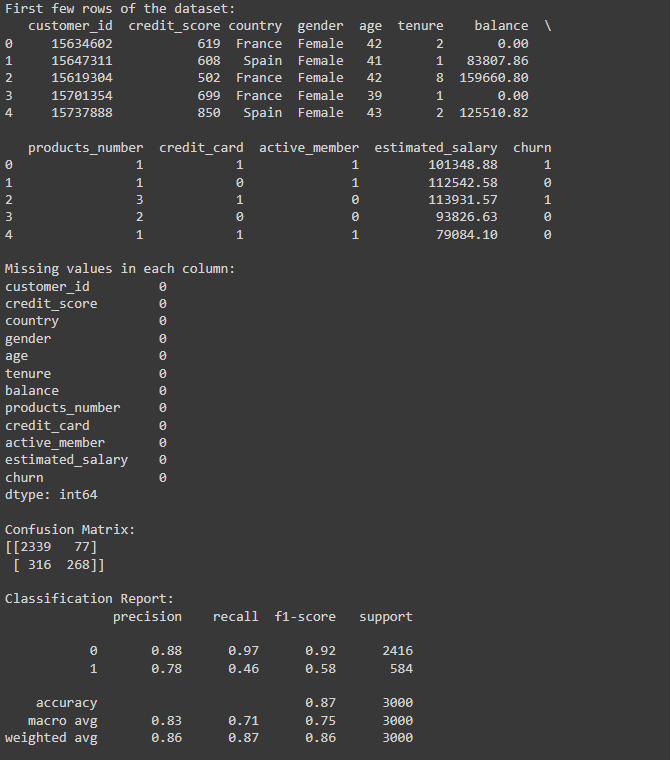 First few rows of the dataset:
   customer_id  credit_score country  gender  age  tenure    balance  \
0     15634602           619  France  Female   42       2       0.00
1     15647311           608   Spain  Female   41       1   83807.86
2     15619304           502  France  Female   42       8  159660.80
3     15701354           699  France  Female   39       1       0.00
4     15737888           850   Spain  Female   43       2  125510.82

   products_number  credit_card  active_member  estimated_salary  churn
0                1            1              1         101348.88      1
1                1            0              1         112542.58      0
2                3            1              0         113931.57      1
3                2            0              0          93826.63      0
4                1            1              1          79084.10      0

Missing values in each column:
customer_id         0
credit_score        0
country             0
gender              0
age                 0
tenure              0
balance             0
products_number     0
credit_card         0
active_member       0
estimated_salary    0
churn               0
dtype: int64

Confusion Matrix:
[[2339   77]
 [ 316  268]]

Classification Report:
              precision    recall  f1-score   support

           0       0.88      0.97      0.92      2416
           1       0.78      0.46      0.58       584

    accuracy                           0.87      3000
   macro avg       0.83      0.71      0.75      3000
weighted avg       0.86      0.87      0.86      3000